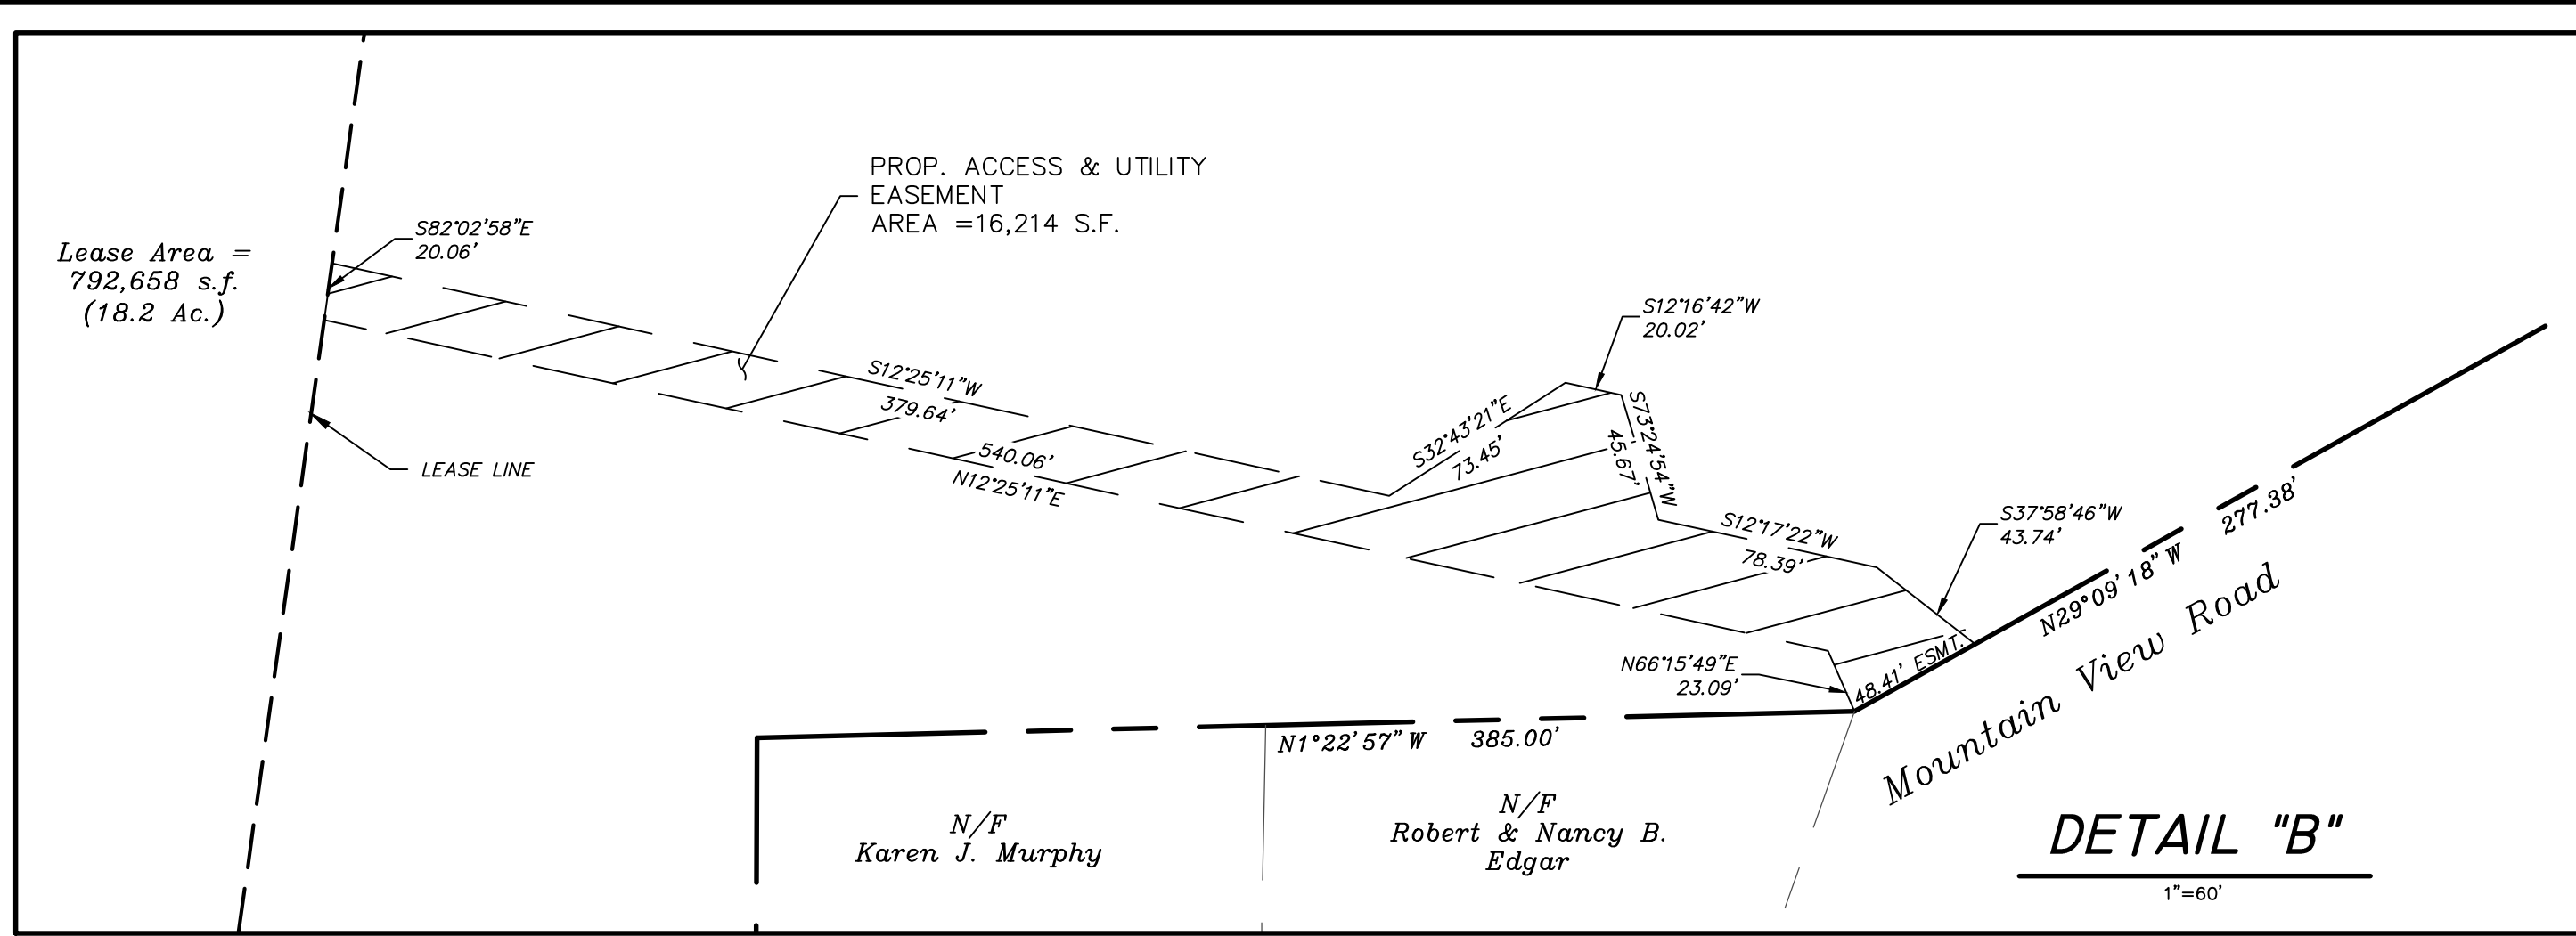 PROP. ACCESS & UTILITY
EASEMENT
AREA =16,214 S.F.
S82°02'58"E
20.06'
Lease Area =
792,658 s.f.
(18.2 Ac.)
S12°16'42"W
20.02'
S12°25'11"W
379.64'
S32°43'21"E
73.45'
S73°24'54"W
45.67'
540.06'
N12°25'11"E
LEASE LINE
S12°17'22"W
78.39'
S37°58'46"W
43.74'
277.38'
N29°09'18"W
Mountain View Road
N66°15'49"E
23.09'
48.41' ESMT.
N1°22'57"W 385.00'
N/F
Karen J. Murphy
N/F
Robert & Nancy B.
Edgar
DETAIL "B"
1"=60'